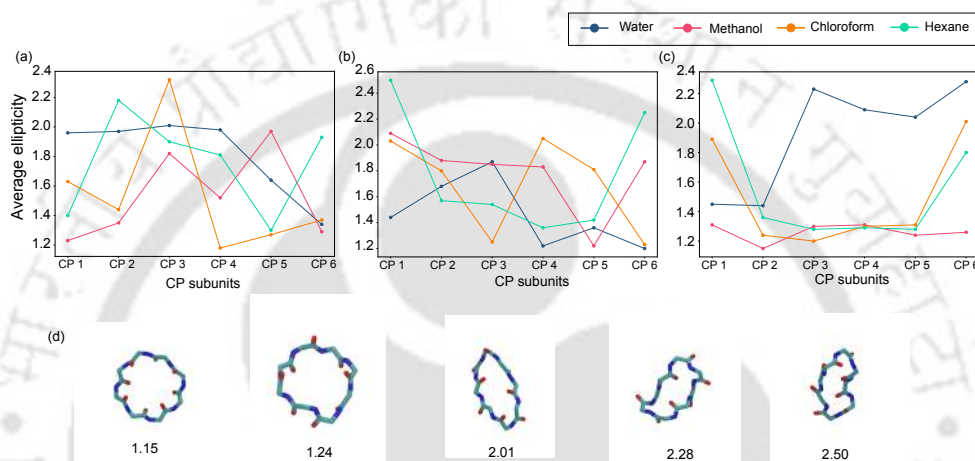 Water Methanol Chloroform Hexane
(a) (b) (c)
2.4 2.6 2.4
2.2 2.4 2.2
2.0 2.2 2.0
1.8 2.0 1.8
1.6 1.8 1.6
1.4 1.6 1.4
1.2 1.4 1.2
1.2
Average ellipticity
CP 1 CP 2 CP 3 CP 4 CP 5 CP 6 CP 1 CP 2 CP 3 CP 4 CP 5 CP 6 CP 1 CP 2 CP 3 CP 4 CP 5 CP 6
CP subunits CP subunits CP subunits
(d)
1.15 1.24 2.01 2.28 2.50